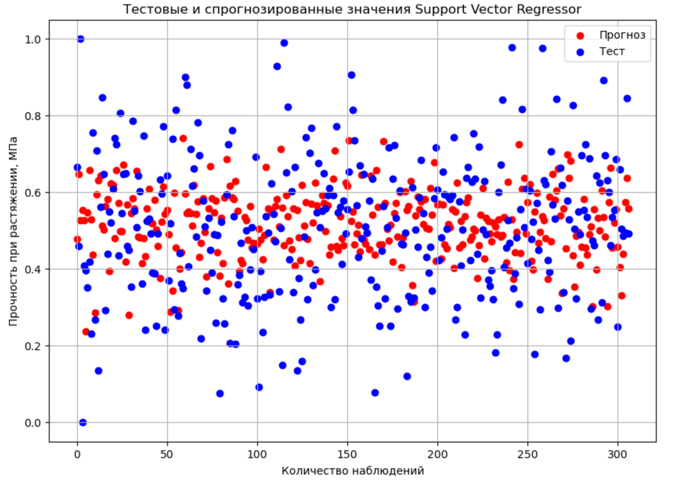 Тестовые и спрогнозированные значения Support Vector Regressor
Прогноз
Тест
Прочность при растяжении, МПа
1.0
0.8
0.6
0.4
0.2
0.0
0
50
100
150
200
250
300
Количество наблюдений